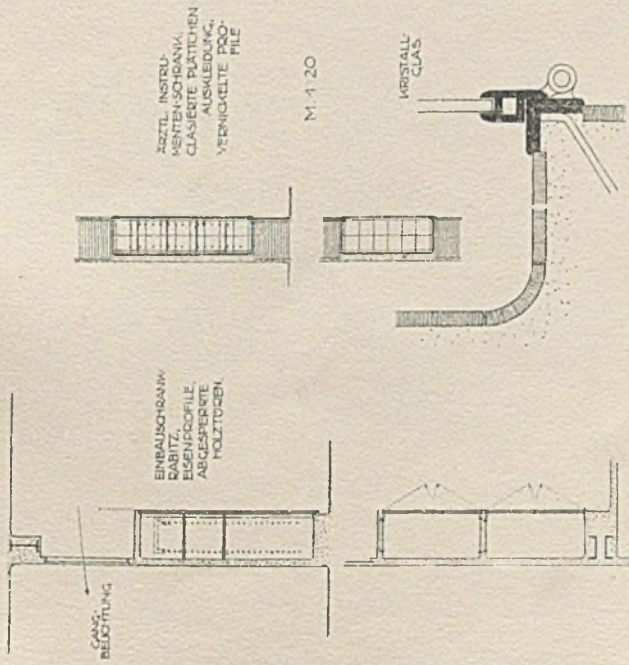 ÄRZTL. INSTRU-
MENTEN-SCHRANK.
GLASIERTE PLÄTTCHEN
AUSKLEIDUNG,
VERNICKELTE PRO-
FILE
M. 1:20
KRISTALL-
GLAS
EINBAUSCHRANK
RABITZ,
EISENPROFILE,
ABGESPERRTE
HOLZTÜREN.
GANG-
BELICHTUNG